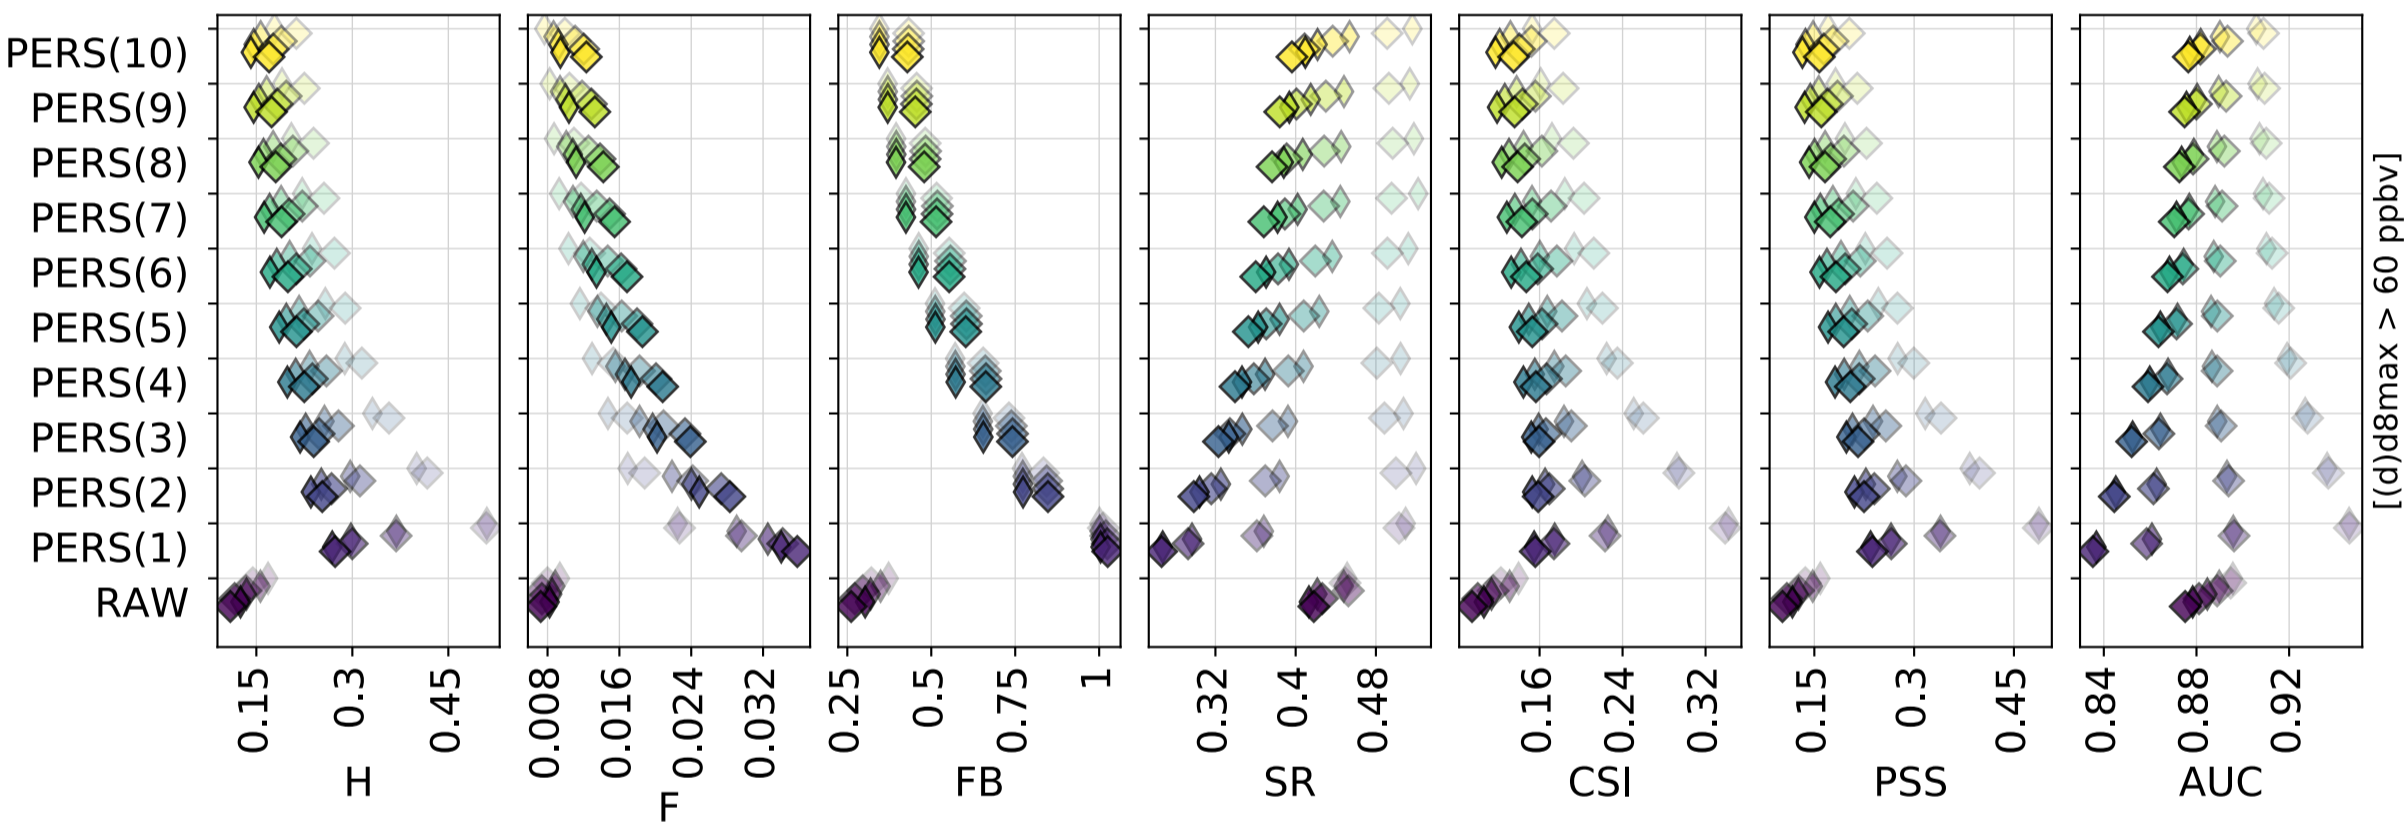 PERS(10)
PERS(9)
PERS(8)
PERS(7)
PERS(6)
PERS(5)
PERS(4)
PERS(3)
PERS(2)
PERS(1)
RAW
0.15 0.3 0.45
H
0.008 0.016 0.024 0.032
F
0.25 0.5 0.75 1
FB
0.32 0.4 0.48
SR
0.16 0.24 0.32
CSI
0.15 0.3 0.45
PSS
0.84 0.88 0.92
AUC
[(d)d8max > 60 ppbv]